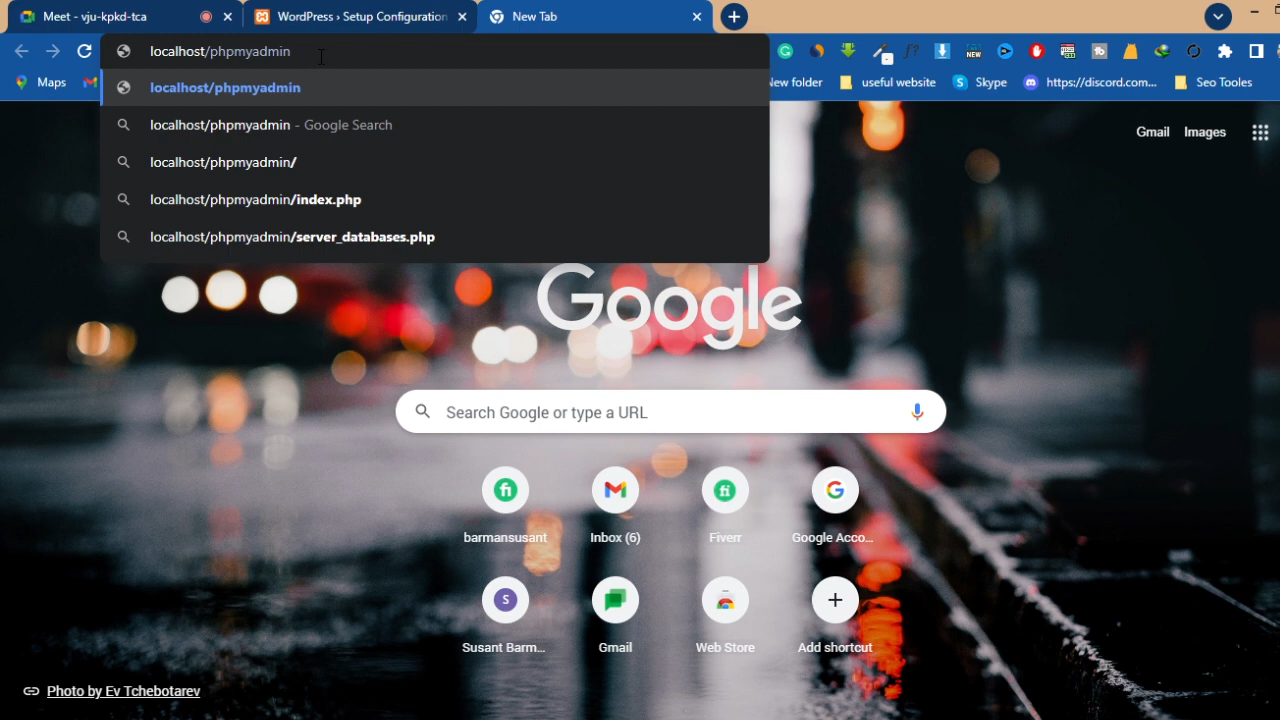 Meet - vju-kpkd-tca
WordPress › Setup Configuration
New Tab
localhost/phpmyadmin
Maps
New folder
useful website
Skype
https://discord.com...
Seo Tooles
localhost/phpmyadmin
localhost/phpmyadmin - Google Search
localhost/phpmyadmin/
localhost/phpmyadmin/index.php
localhost/phpmyadmin/server_databases.php
Gmail
Images
Google
Search Google or type a URL
barmansusant
Inbox (6)
Fiverr
Google Acco...
S
Susant Barm...
Gmail
Web Store
Add shortcut
Photo by Ev Tchebotarev